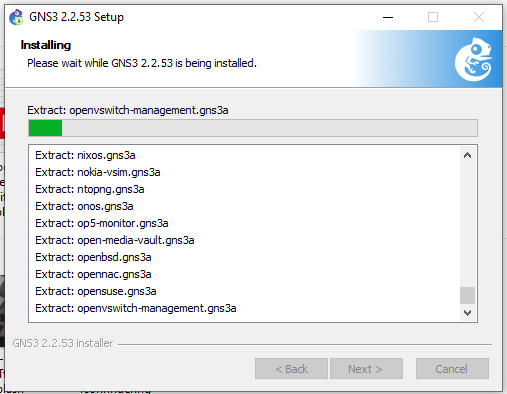 GNS3 2.2.53 Setup
Installing
Please wait while GNS3 2.2.53 is being installed.
Extract: openvswitch-management.gns3a
Extract: nixos.gns3a
Extract: nokia-vsim.gns3a
Extract: ntopng.gns3a
Extract: onos.gns3a
Extract: op5-monitor.gns3a
Extract: open-media-vault.gns3a
Extract: openbsd.gns3a
Extract: opennac.gns3a
Extract: opensuse.gns3a
Extract: openvswitch-management.gns3a
GNS3 2.2.53 installer
< Back
Next >
Cancel